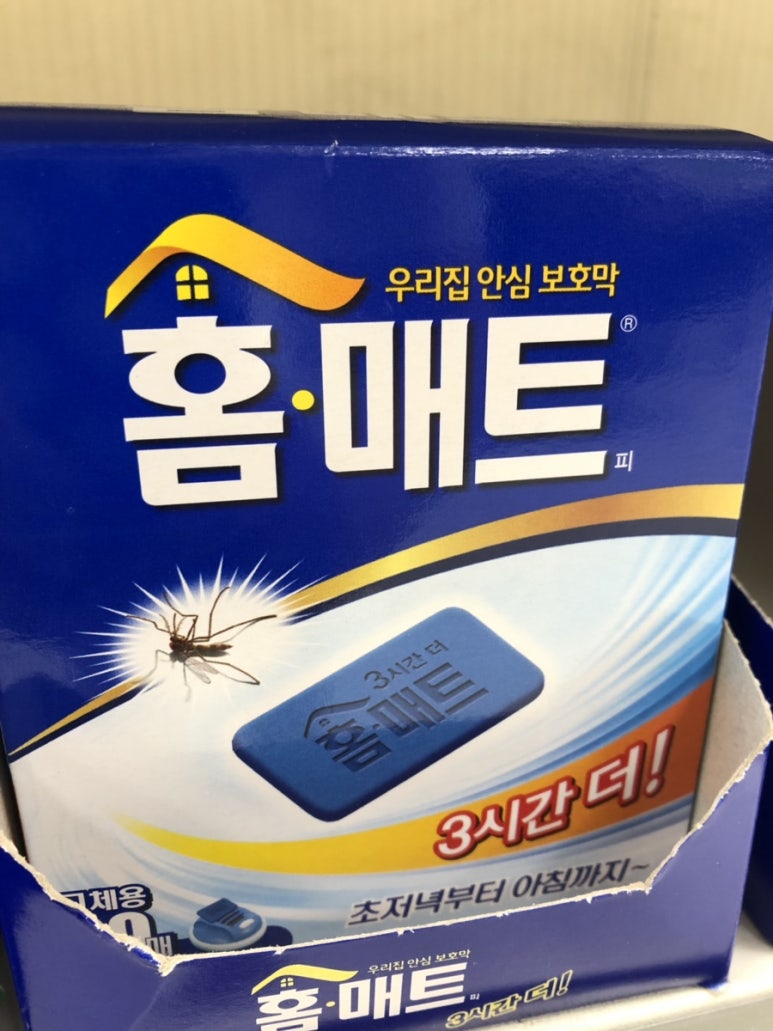 우리집 안심 보호막
홈·매트®
피
3시간 더
홈·매트
3시간 더!
초저녁부터 아침까지~
매
우리집 안심 보호막
홈·매트
피
3시간 더!